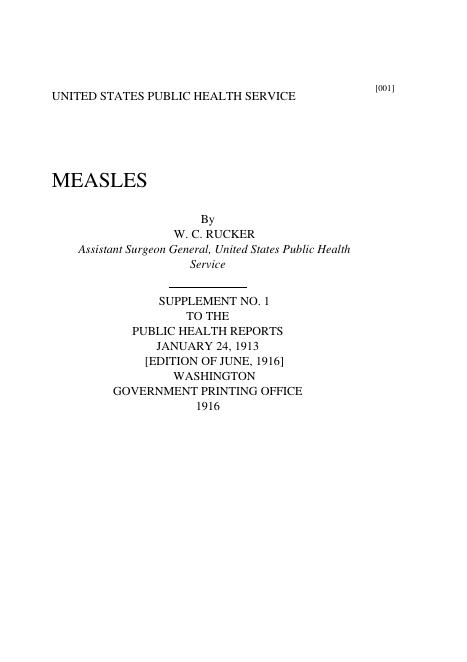 [001]
UNITED STATES PUBLIC HEALTH SERVICE
MEASLES
By
W. C. RUCKER
Assistant Surgeon General, United States Public Health
Service
SUPPLEMENT NO. 1
TO THE
PUBLIC HEALTH REPORTS
JANUARY 24, 1913
[EDITION OF JUNE, 1916]
WASHINGTON
GOVERNMENT PRINTING OFFICE
1916